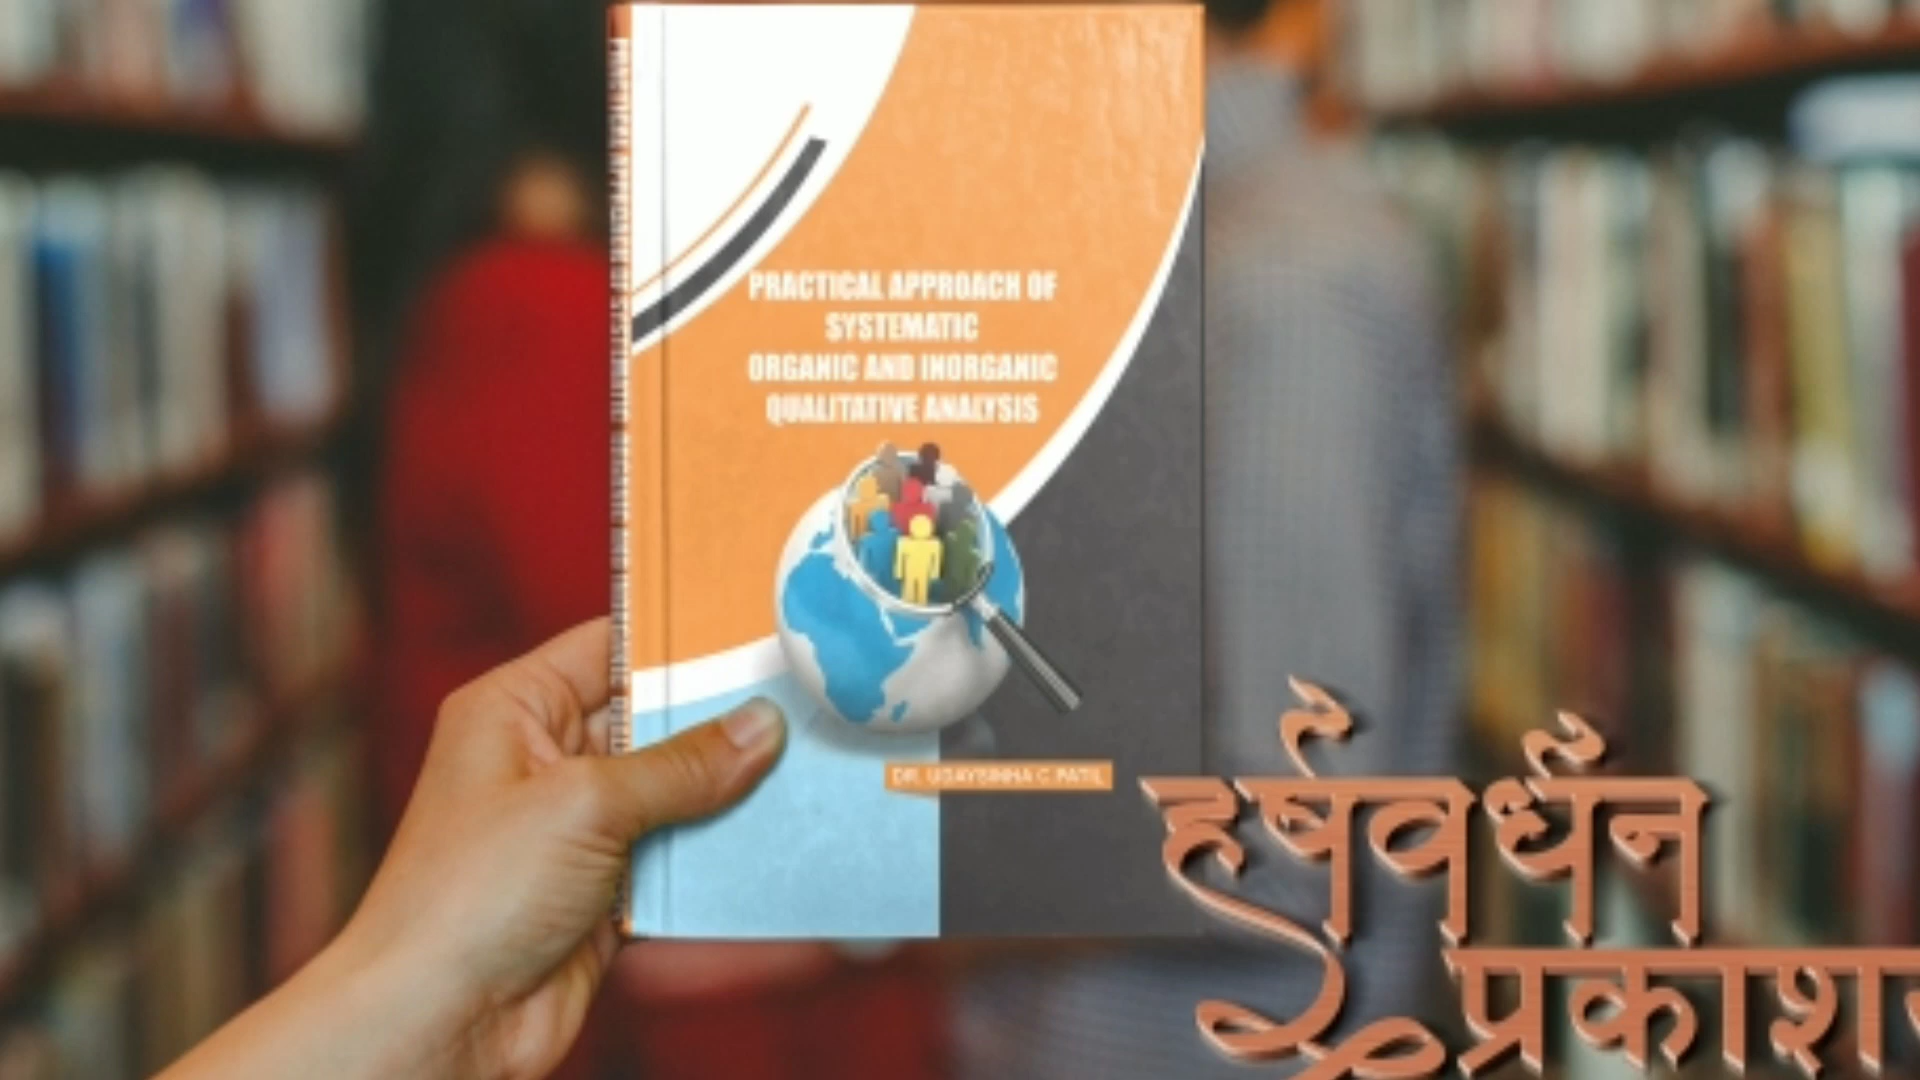 PRACTICAL APPROACH OF
SYSTEMATIC
ORGANIC AND INORGANIC
QUALITATIVE ANALYSIS
DR. UDAYSINHA C PATIL
हर्षवर्धन
प्रकाशन